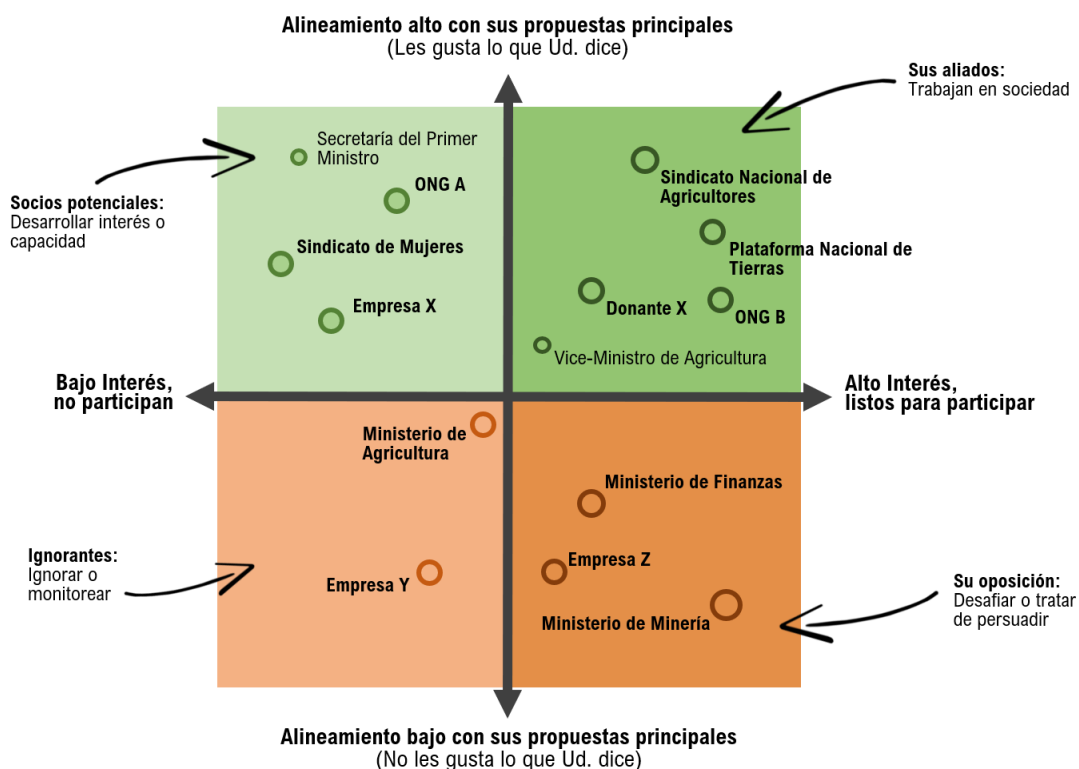 Alineamiento alto con sus propuestas principales
(Les gusta lo que Ud. dice)
Sus aliados:
Trabajan en sociedad
Secretaría del Primer
Ministro
ONG A
Sindicato Nacional de
Agricultores
Socios potenciales:
Desarrollar interés o
capacidad
Sindicato de Mujeres
Plataforma Nacional de
Tierras
Empresa X
Donante X
ONG B
Vice-Ministro de Agricultura
Bajo Interés,
no participan
Alto Interés,
listos para participar
Ministerio de
Agricultura
Ministerio de Finanzas
Ignorantes:
Ignorar o
monitorear
Empresa Y
Empresa Z
Ministerio de Minería
Su oposición:
Desafiar o tratar
de persuadir
Alineamiento bajo con sus propuestas principales
(No les gusta lo que Ud. dice)